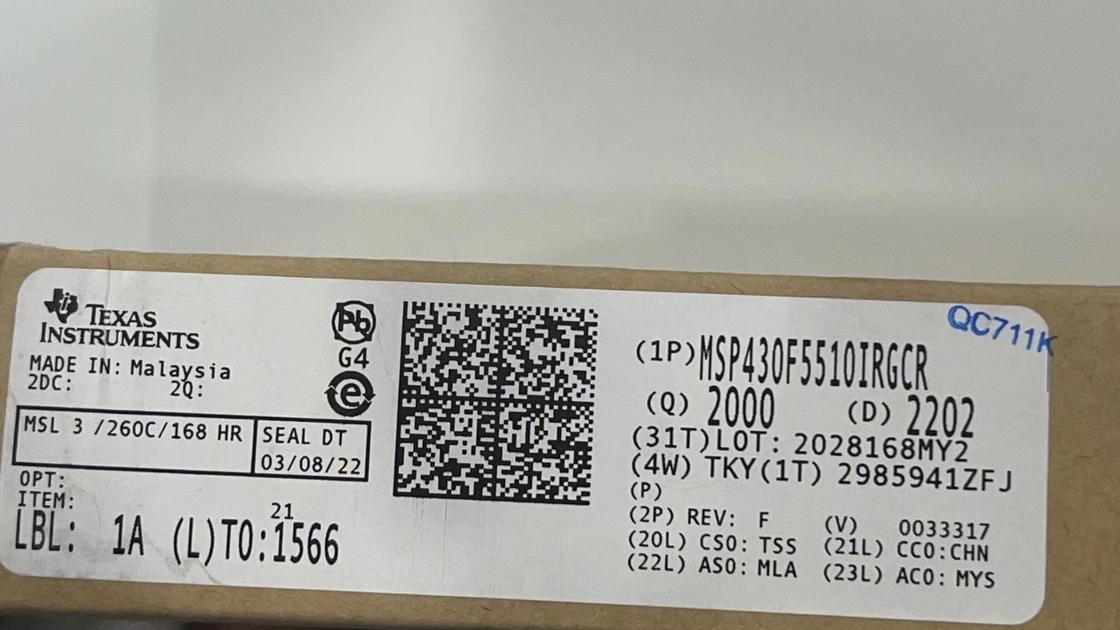 TEXAS
INSTRUMENTS
MADE IN: Malaysia
2DC: 2Q:
MSL 3 /260C/168 HR
SEAL DT
03/08/22
OPT:
ITEM:
21
LBL: 1A (L)TO:1566
Pb
G4
e
QC711K
(1P)MSP430F5510IRGCR
(Q) 2000 (D) 2202
(31T)LOT: 2028168MY2
(4W) TKY(1T) 2985941ZFJ
(P)
(2P) REV: F (V) 0033317
(20L) CSO: TSS (21L) CCO:CHN
(22L) ASO: MLA (23L) ACO: MYS